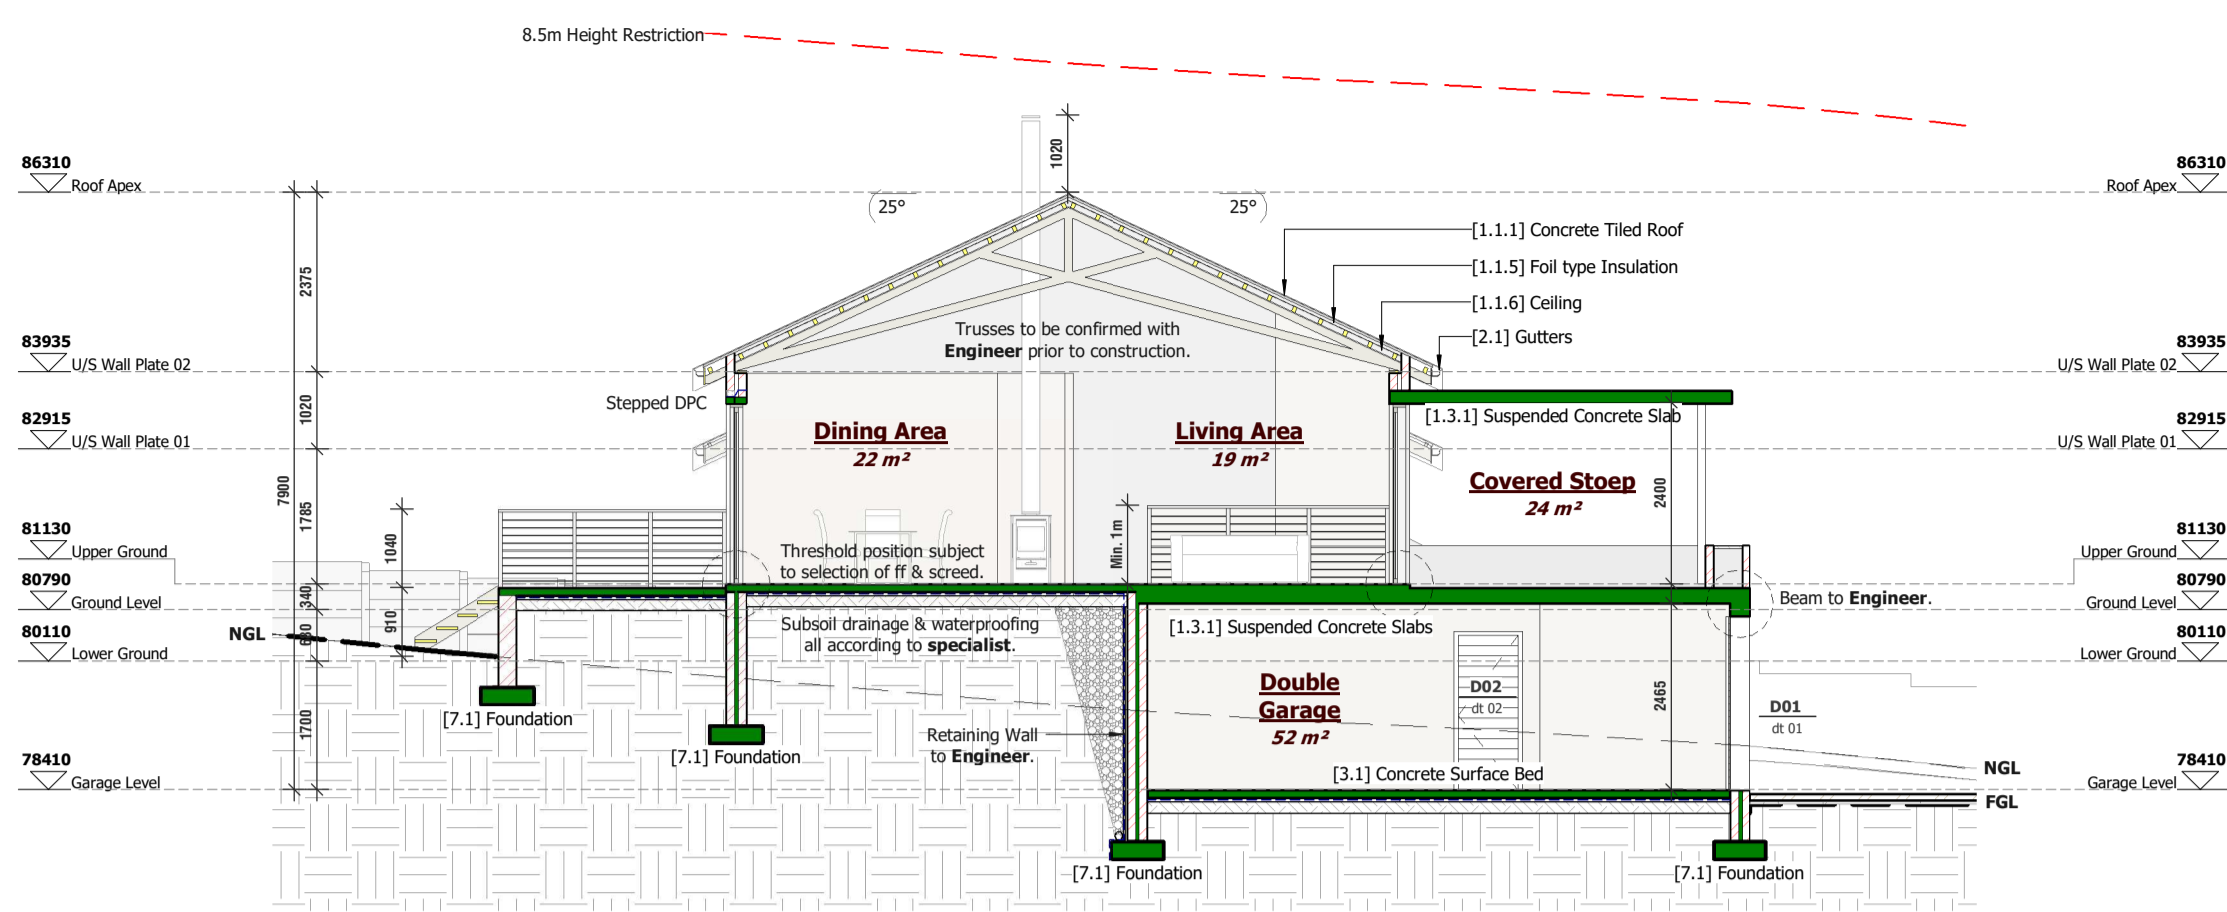 8.5m Height Restriction
86310
Roof Apex
86310
Roof Apex
1020
25°
25°
[1.1.1] Concrete Tiled Roof
[1.1.5] Foil type Insulation
[1.1.6] Ceiling
[2.1] Gutters
2375
Trusses to be confirmed with
Engineer prior to construction.
83935
U/S Wall Plate 02
83935
U/S Wall Plate 02
Stepped DPC
1020
[1.3.1] Suspended Concrete Slab
82915
U/S Wall Plate 01
82915
U/S Wall Plate 01
Dining Area
22 m²
Living Area
19 m²
Covered Stoep
24 m²
7900
1785
2400
1040
Min. 1m
81130
Upper Ground
81130
Upper Ground
Threshold position subject
to selection of ff & screed.
80790
Ground Level
80790
Ground Level
340
910
Beam to Engineer.
Subsoil drainage & waterproofing
all according to specialist.
[1.3.1] Suspended Concrete Slabs
NGL
680
80110
Lower Ground
80110
Lower Ground
Double
Garage
52 m²
D02
dt 02
2465
D01
dt 01
[7.1] Foundation
[7.1] Foundation
1700
Retaining Wall
to Engineer.
[3.1] Concrete Surface Bed
NGL
78410
Garage Level
78410
Garage Level
FGL
[7.1] Foundation
[7.1] Foundation